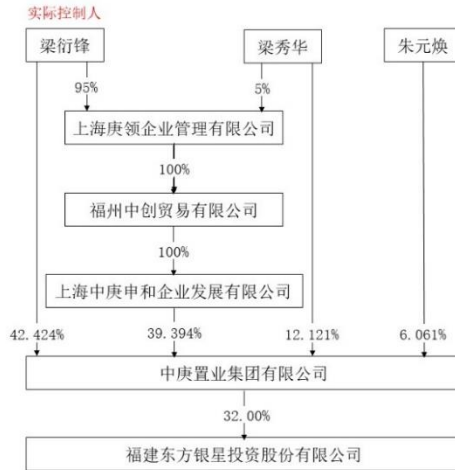 实际控制人
梁衍锋
梁秀华
朱元焕
95%
5%
上海庚领企业管理有限公司
100%
福州中创贸易有限公司
100%
上海中庚申和企业发展有限公司
42.424%
39.394%
12.121%
6.061%
中庚置业集团有限公司
32.00%
福建东方银星投资股份有限公司